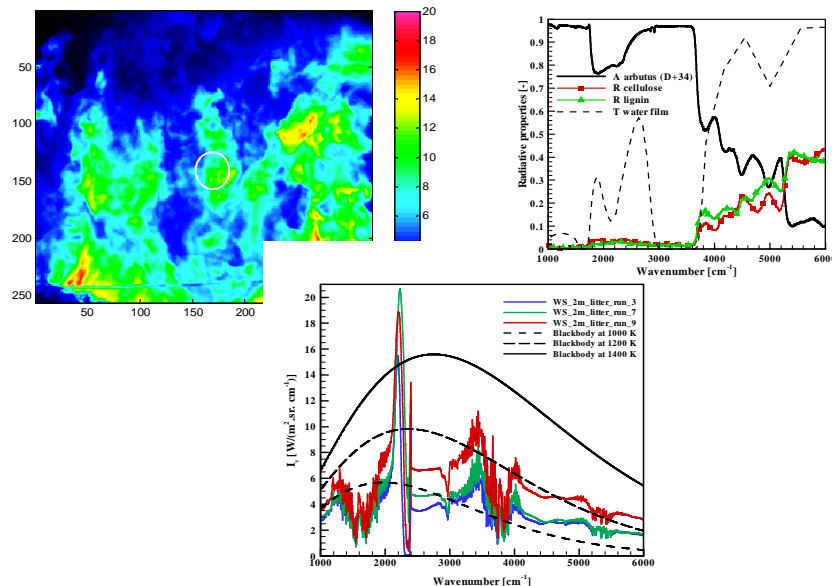 0
50
100
150
200
250
50
100
150
200
20
18
16
14
12
10
8
6
4
1
0.9
0.8
0.7
0.6
0.5
0.4
0.3
0.2
0.1
0
Radiative properties [-]
A arbutus (D+34)
R cellulose
R lignin
T water film
1000 2000 3000 4000 5000 6000
Wavenumber [cm⁻¹]
20
18
16
14
12
10
8
6
4
2
0
I_ν [W/(m².sr. cm⁻¹)]
WS_2m_litter_run_3
WS_2m_litter_run_7
WS_2m_litter_run_9
Blackbody at 1000 K
Blackbody at 1200 K
Blackbody at 1400 K
1000 2000 3000 4000 5000 6000
Wavenumber [cm⁻¹]